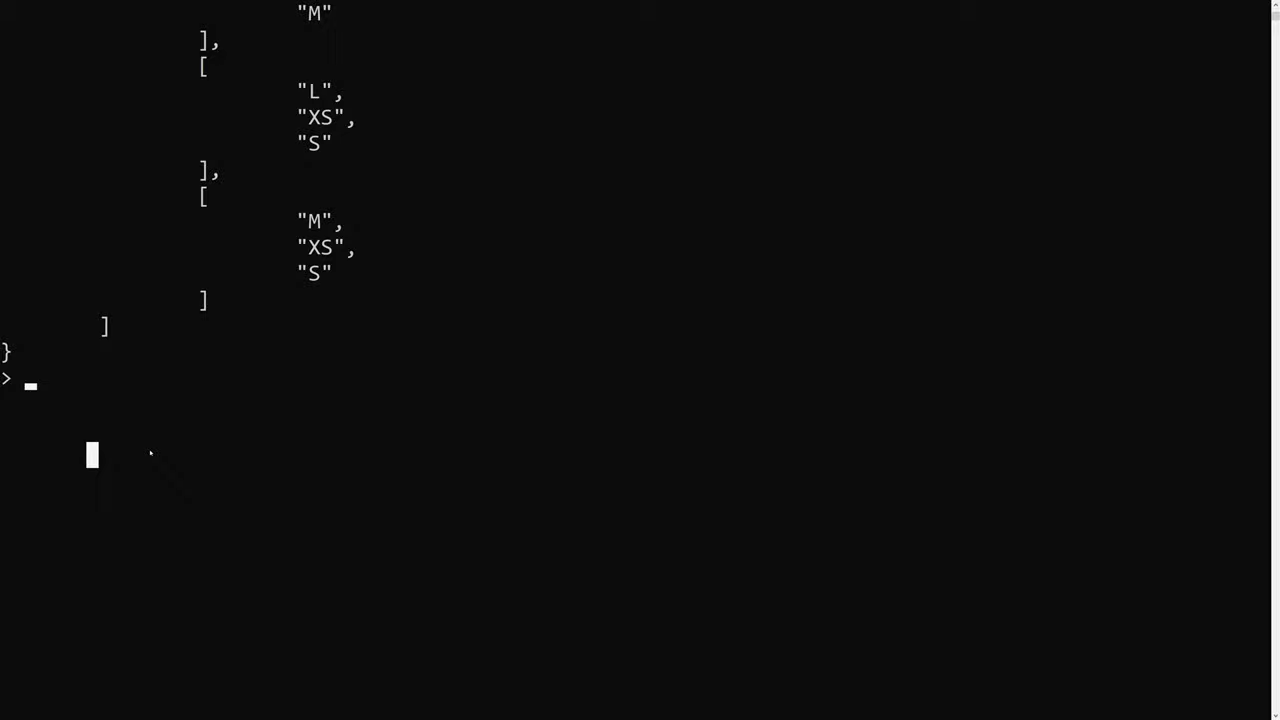 "M"
],
[
"L",
"XS",
"S"
],
[
"M",
"XS",
"S"
]
]
}
>